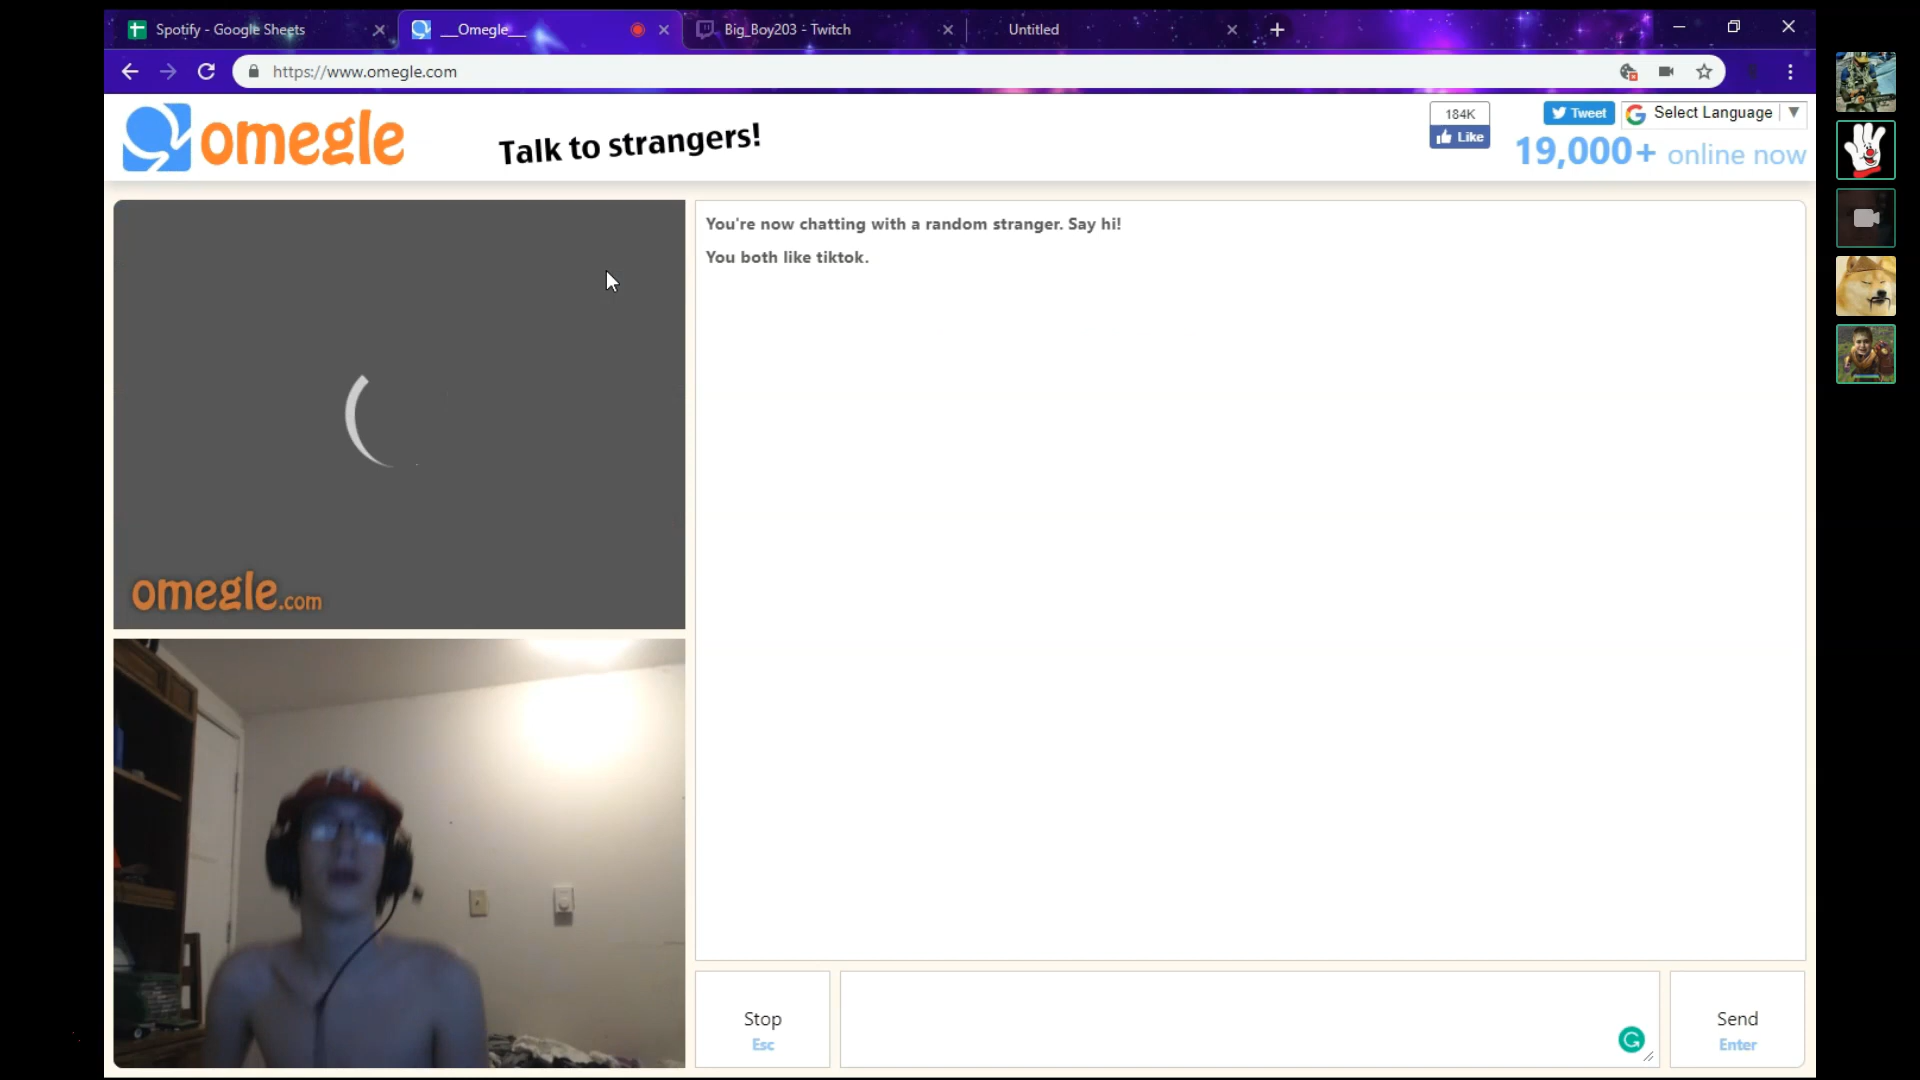 Spotify - Google Sheets
__Omegle__
Big_Boy203 - Twitch
Untitled
https://www.omegle.com
omegle
Talk to strangers!
184K
Like
Tweet
Select Language
19,000+ online now
You're now chatting with a random stranger. Say hi!
You both like tiktok.
omegle.com
Stop
Esc
Send
Enter